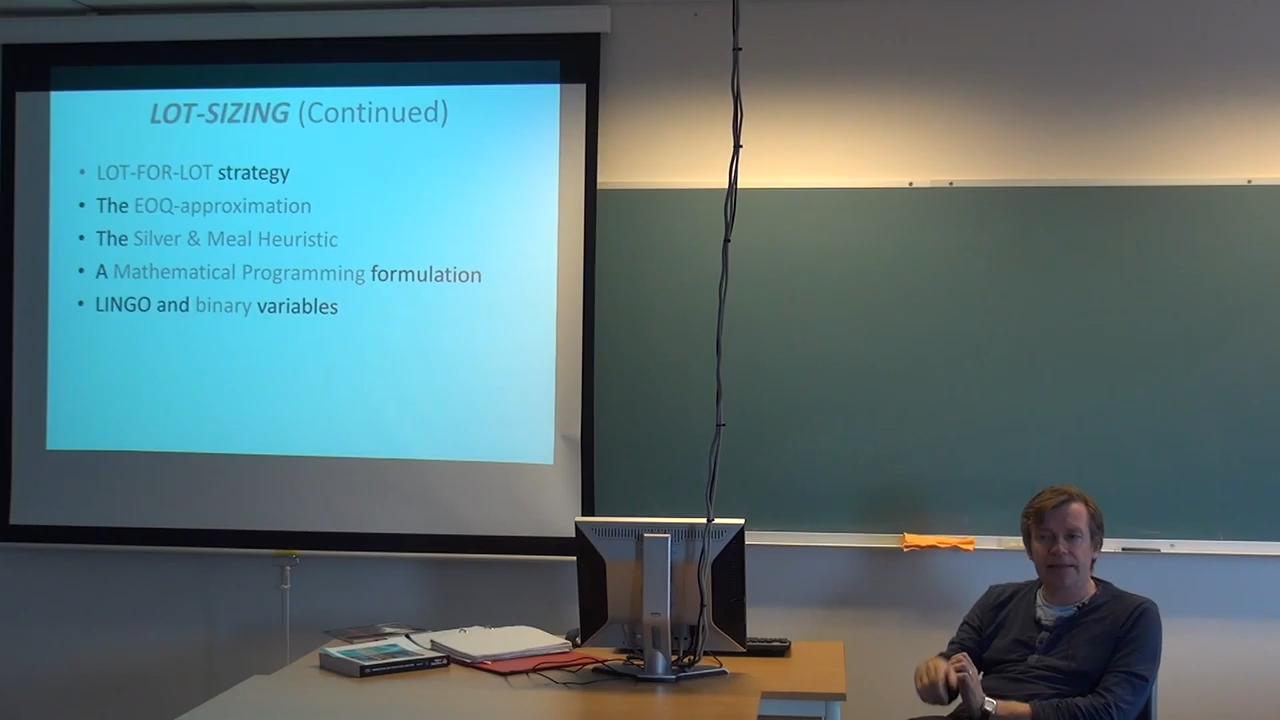 LOT-SIZING (Continued)
• LOT-FOR-LOT strategy
• The EOQ-approximation
• The Silver & Meal Heuristic
• A Mathematical Programming formulation
• LINGO and binary variables